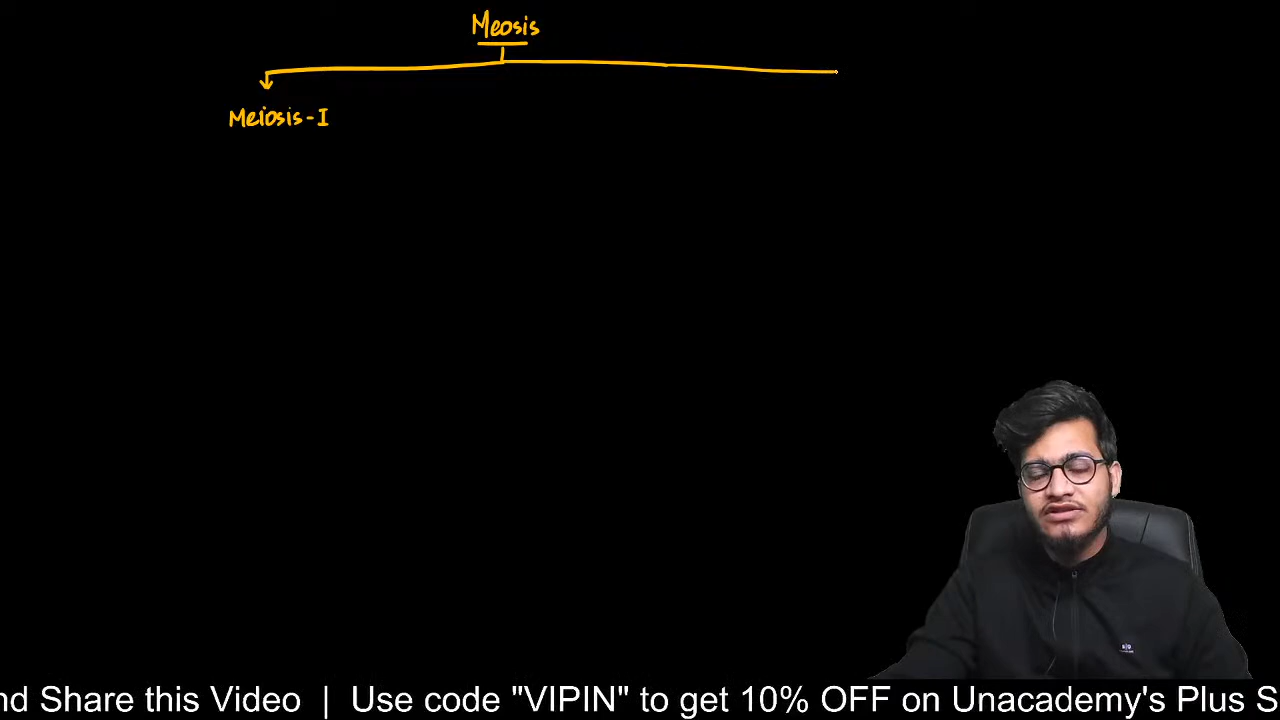 Meosis
Meiosis-I
nd Share this Video | Use code "VIPIN" to get 10% OFF on Unacademy's Plus S